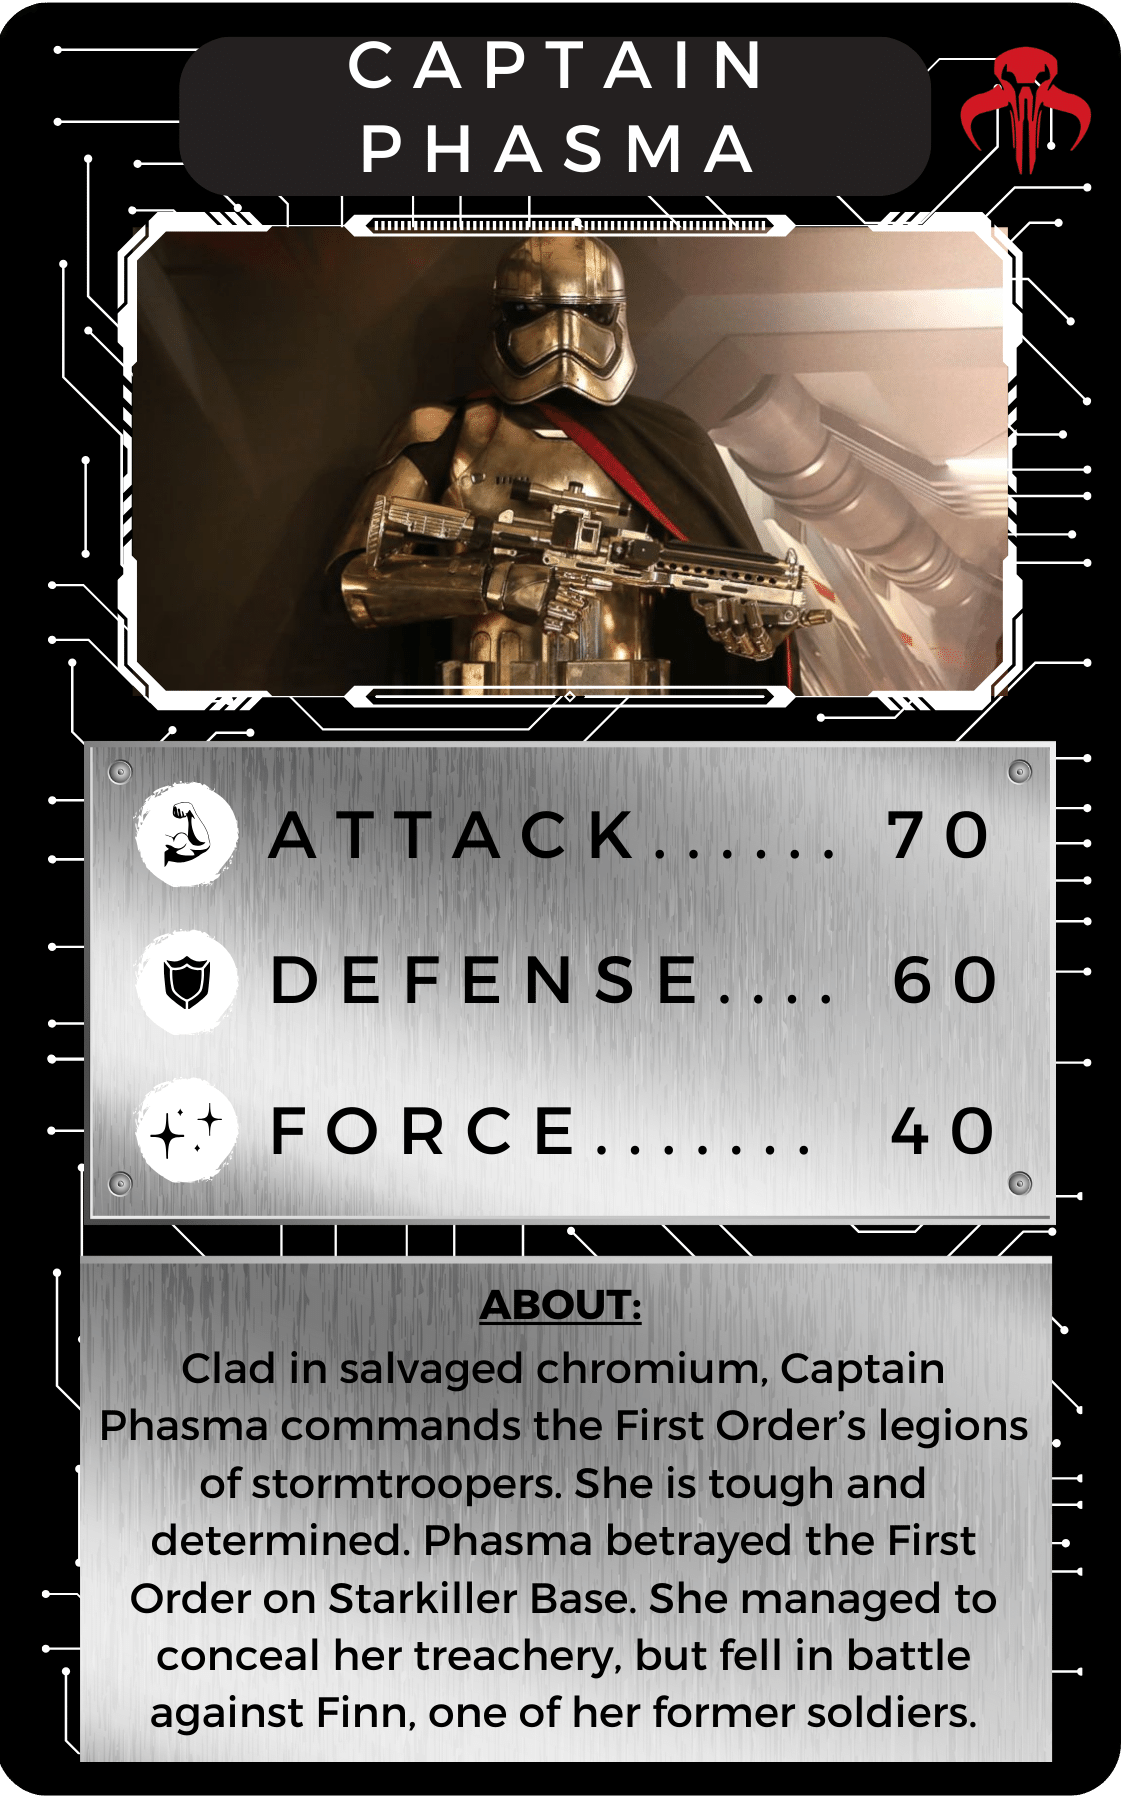 CAPTAIN
PHASMA
ATTACK...... 70
DEFENSE.... 60
FORCE....... 40
ABOUT:
Clad in salvaged chromium, Captain
Phasma commands the First Order’s legions
of stormtroopers. She is tough and
determined. Phasma betrayed the First
Order on Starkiller Base. She managed to
conceal her treachery, but fell in battle
against Finn, one of her former soldiers.